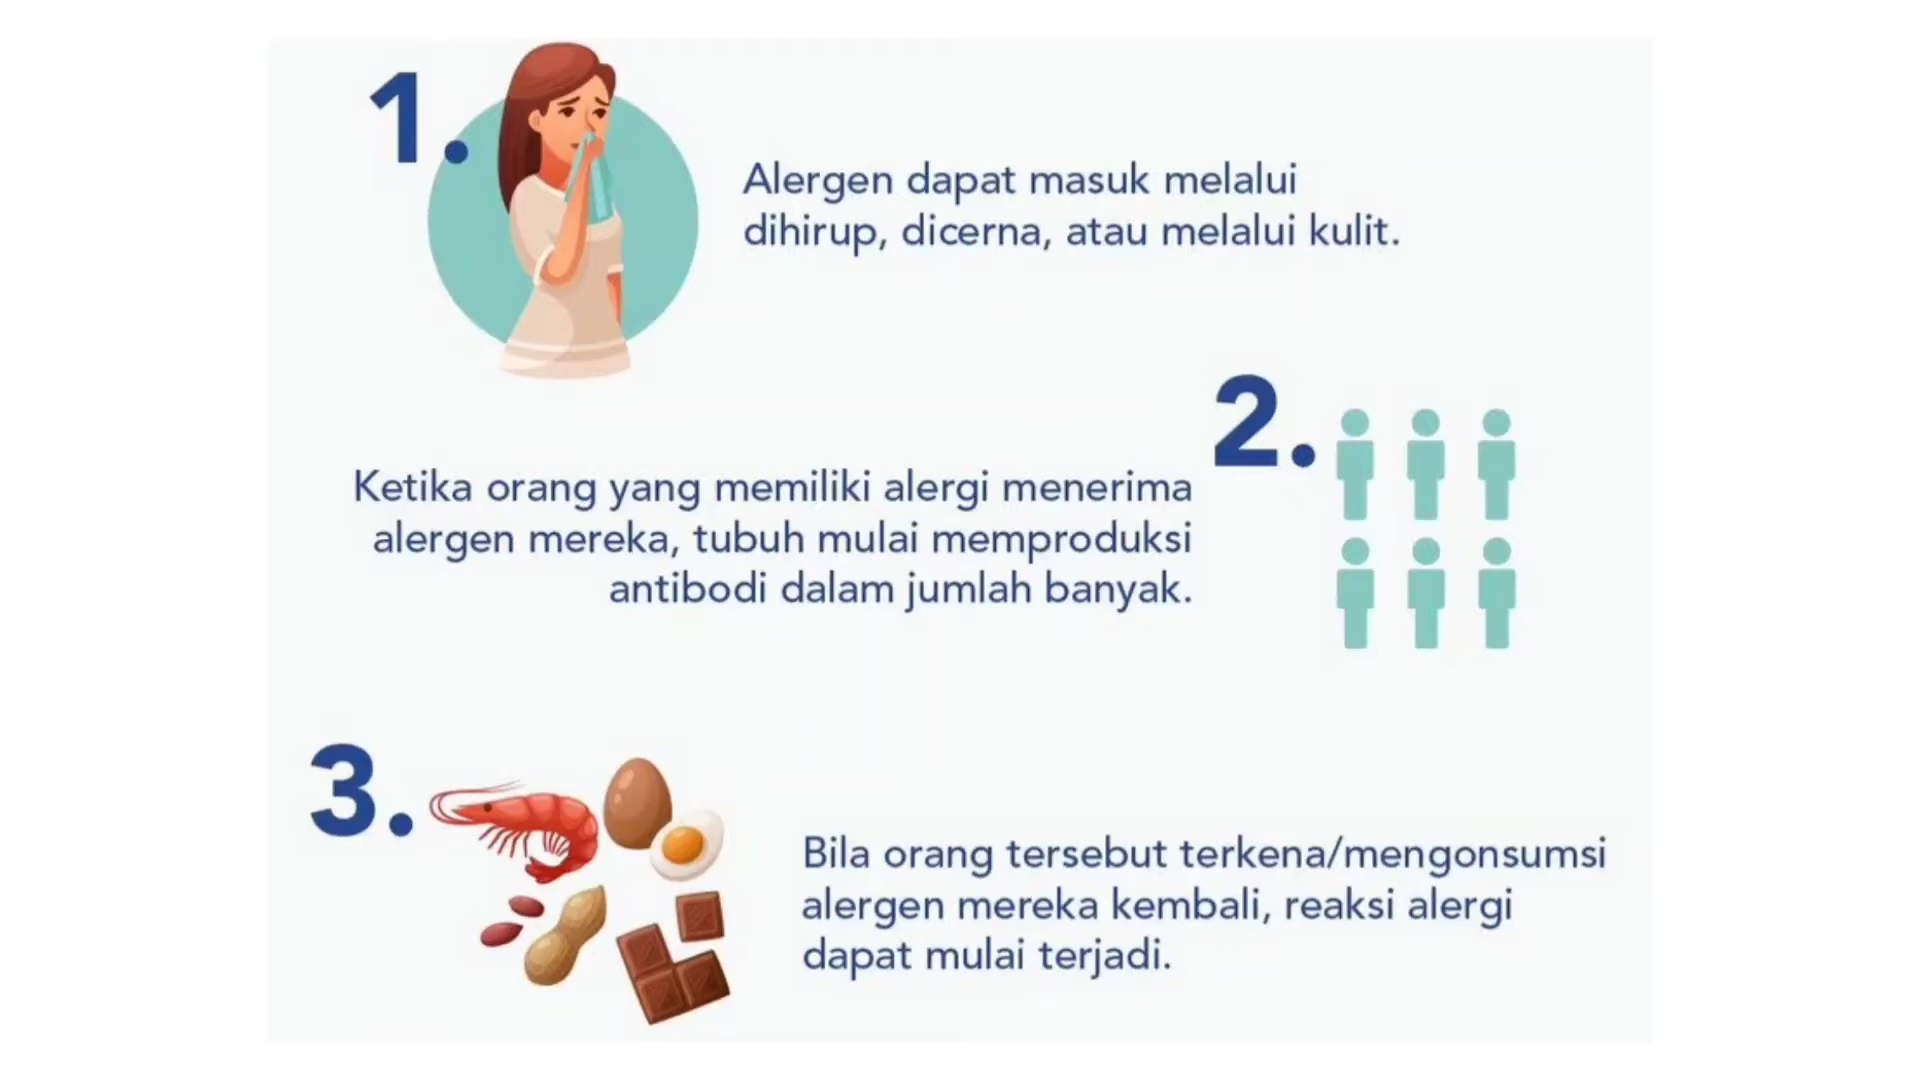 1.
Alergen dapat masuk melalui
dihirup, dicerna, atau melalui kulit.
2.
Ketika orang yang memiliki alergi menerima
alergen mereka, tubuh mulai memproduksi
antibodi dalam jumlah banyak.
3.
Bila orang tersebut terkena/mengonsumsi
alergen mereka kembali, reaksi alergi
dapat mulai terjadi.